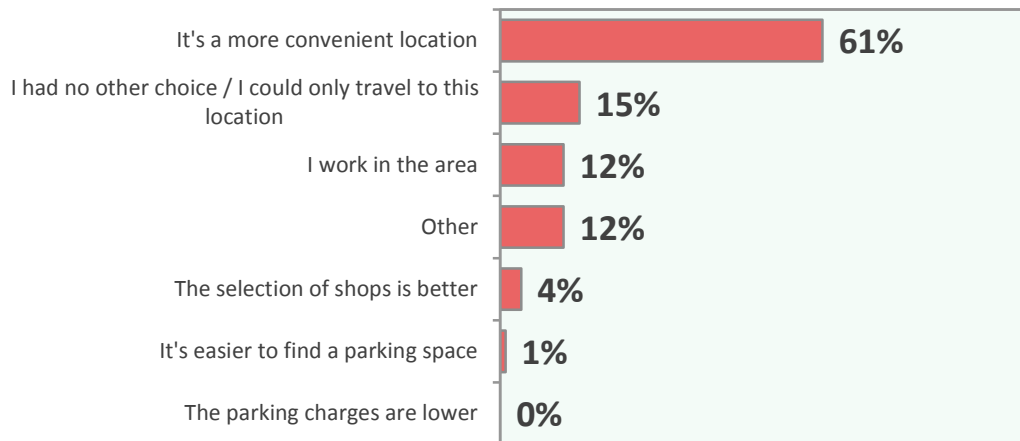 It's a more convenient location
61%
I had no other choice / I could only travel to this
location
15%
I work in the area
12%
Other
12%
The selection of shops is better
4%
It's easier to find a parking space
1%
The parking charges are lower
0%